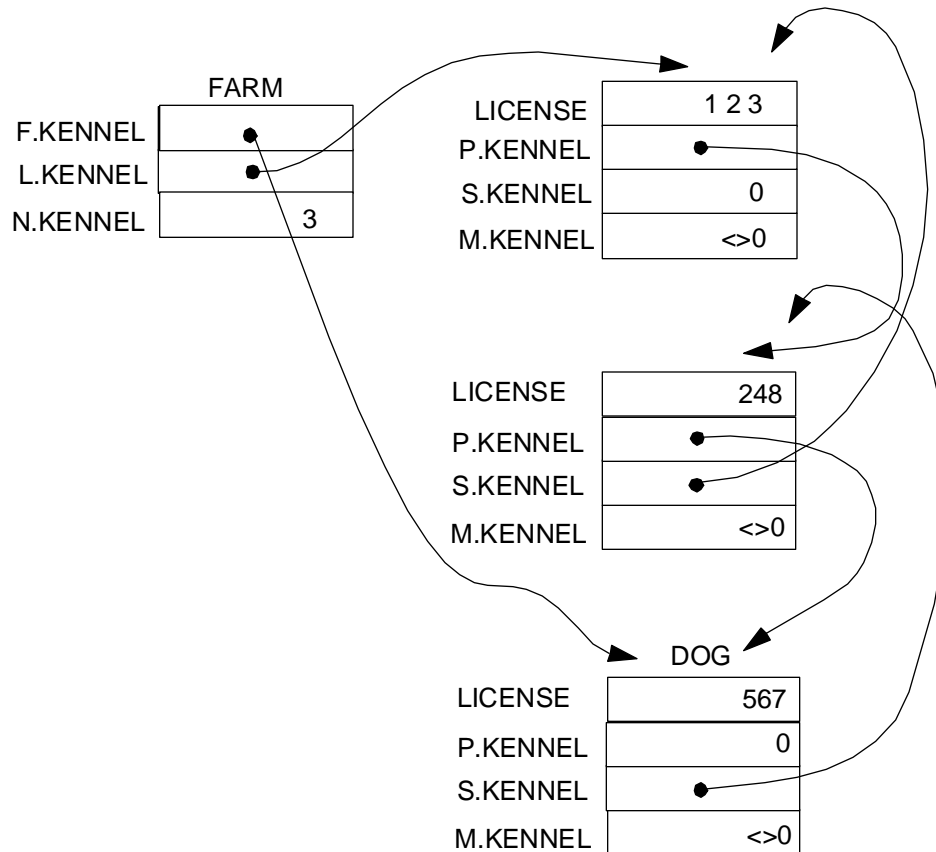 FARM
F.KENNEL
L.KENNEL
N.KENNEL 3
LICENSE 1 2 3
P.KENNEL
S.KENNEL 0
M.KENNEL <>0
LICENSE 248
P.KENNEL
S.KENNEL
M.KENNEL <>0
DOG
LICENSE 567
P.KENNEL 0
S.KENNEL
M.KENNEL <>0